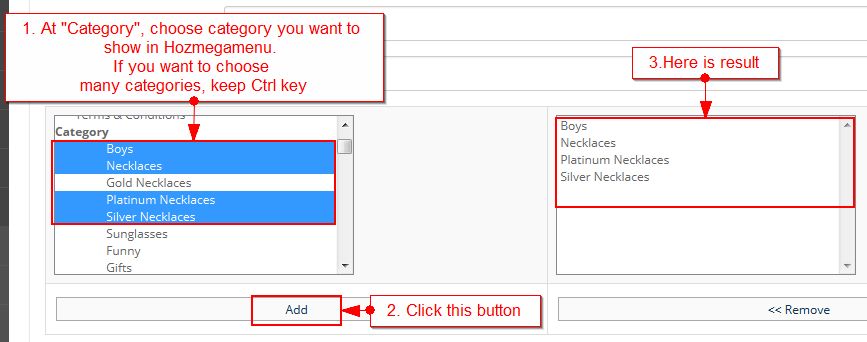 1. At "Category", choose category you want to
show in Hozmegamenu.
If you want to choose
many categories, keep Ctrl key
3.Here is result
Terms & Conditions
Category
Boys
Necklaces
Gold Necklaces
Platinum Necklaces
Silver Necklaces
Sunglasses
Funny
Gifts
Boys
Necklaces
Platinum Necklaces
Silver Necklaces
Add
2. Click this button
<< Remove